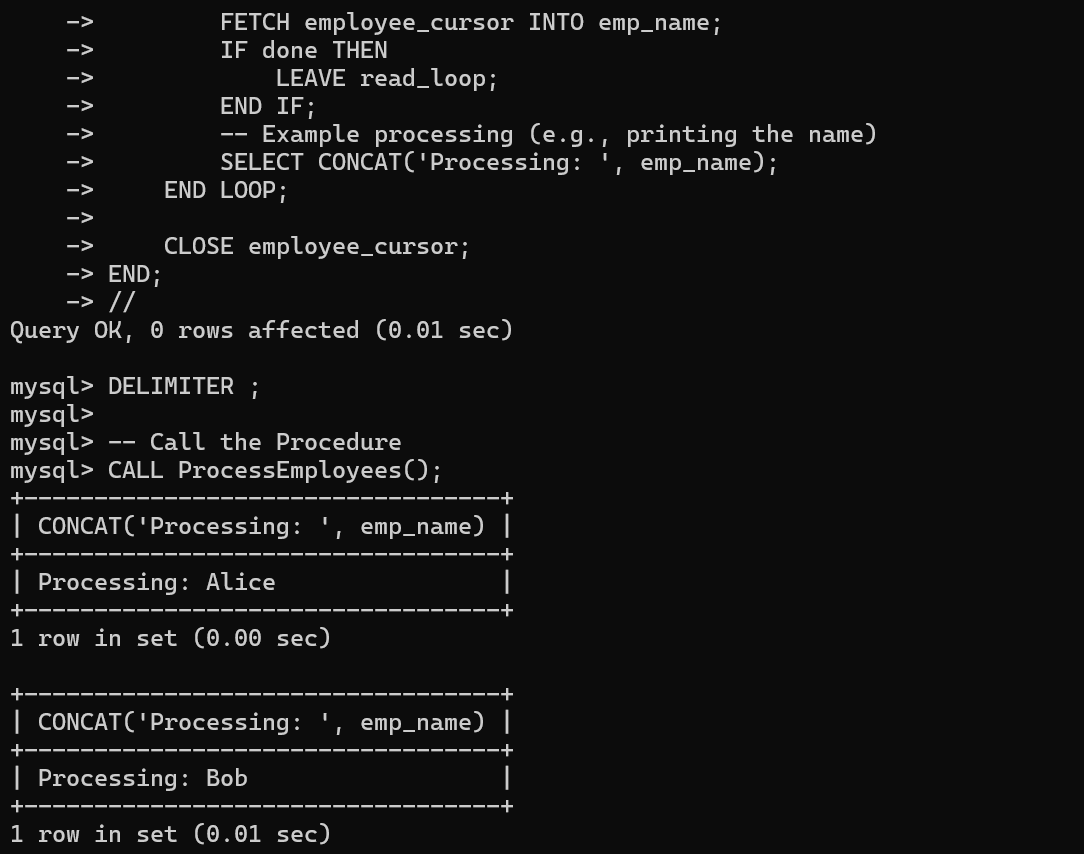 ->         FETCH employee_cursor INTO emp_name;
    ->         IF done THEN
    ->             LEAVE read_loop;
    ->         END IF;
    ->         -- Example processing (e.g., printing the name)
    ->         SELECT CONCAT('Processing: ', emp_name);
    ->     END LOOP;
    ->
    ->     CLOSE employee_cursor;
    -> END;
    -> //
Query OK, 0 rows affected (0.01 sec)

mysql> DELIMITER ;
mysql>
mysql> -- Call the Procedure
mysql> CALL ProcessEmployees();
+----------------------------------+
| CONCAT('Processing: ', emp_name) |
+----------------------------------+
| Processing: Alice                |
+----------------------------------+
1 row in set (0.00 sec)

+----------------------------------+
| CONCAT('Processing: ', emp_name) |
+----------------------------------+
| Processing: Bob                  |
+----------------------------------+
1 row in set (0.01 sec)